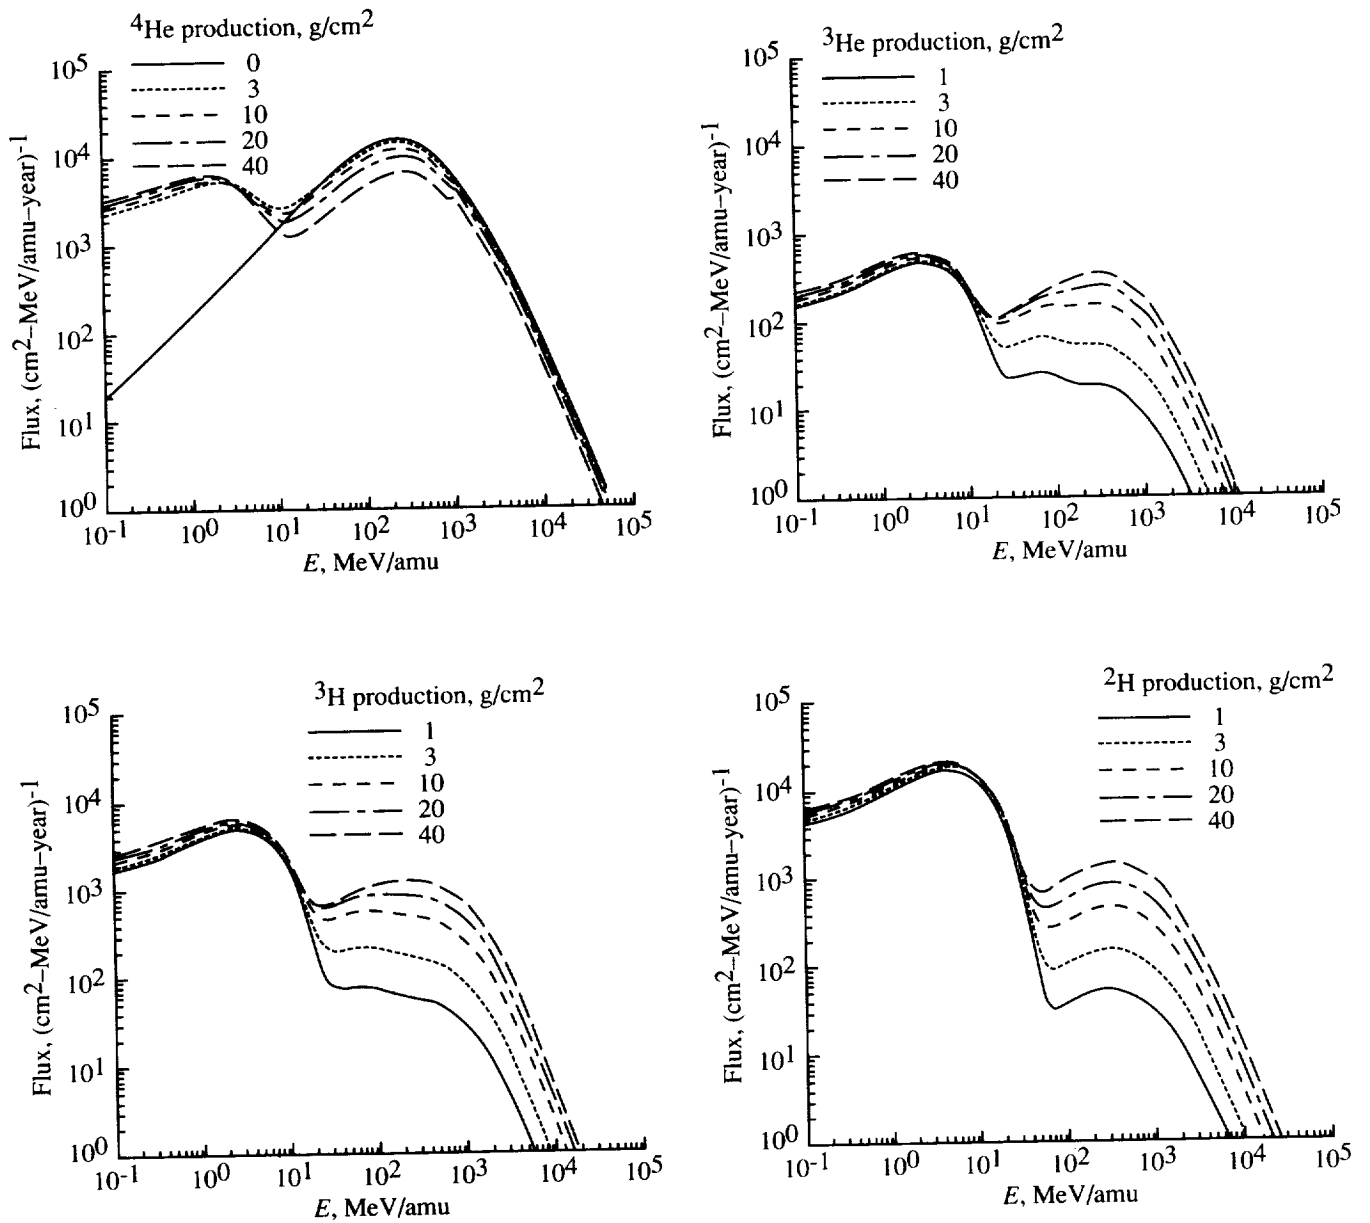 ⁴He production, g/cm²
0
3
10
20
40
Flux, (cm²–MeV/amu–year)⁻¹
10⁵
10⁴
10³
10²
10¹
10⁰
10⁻¹ 10⁰ 10¹ 10² 10³ 10⁴ 10⁵
E, MeV/amu
³He production, g/cm²
1
3
10
20
40
Flux, (cm²–MeV/amu–year)⁻¹
10⁵
10⁴
10³
10²
10¹
10⁰
10⁻¹ 10⁰ 10¹ 10² 10³ 10⁴ 10⁵
E, MeV/amu
³H production, g/cm²
1
3
10
20
40
Flux, (cm²–MeV/amu–year)⁻¹
10⁵
10⁴
10³
10²
10¹
10⁰
10⁻¹ 10⁰ 10¹ 10² 10³ 10⁴ 10⁵
E, MeV/amu
²H production, g/cm²
1
3
10
20
40
Flux, (cm²–MeV/amu–year)⁻¹
10⁵
10⁴
10³
10²
10¹
10⁰
10⁻¹ 10⁰ 10¹ 10² 10³ 10⁴ 10⁵
E, MeV/amu